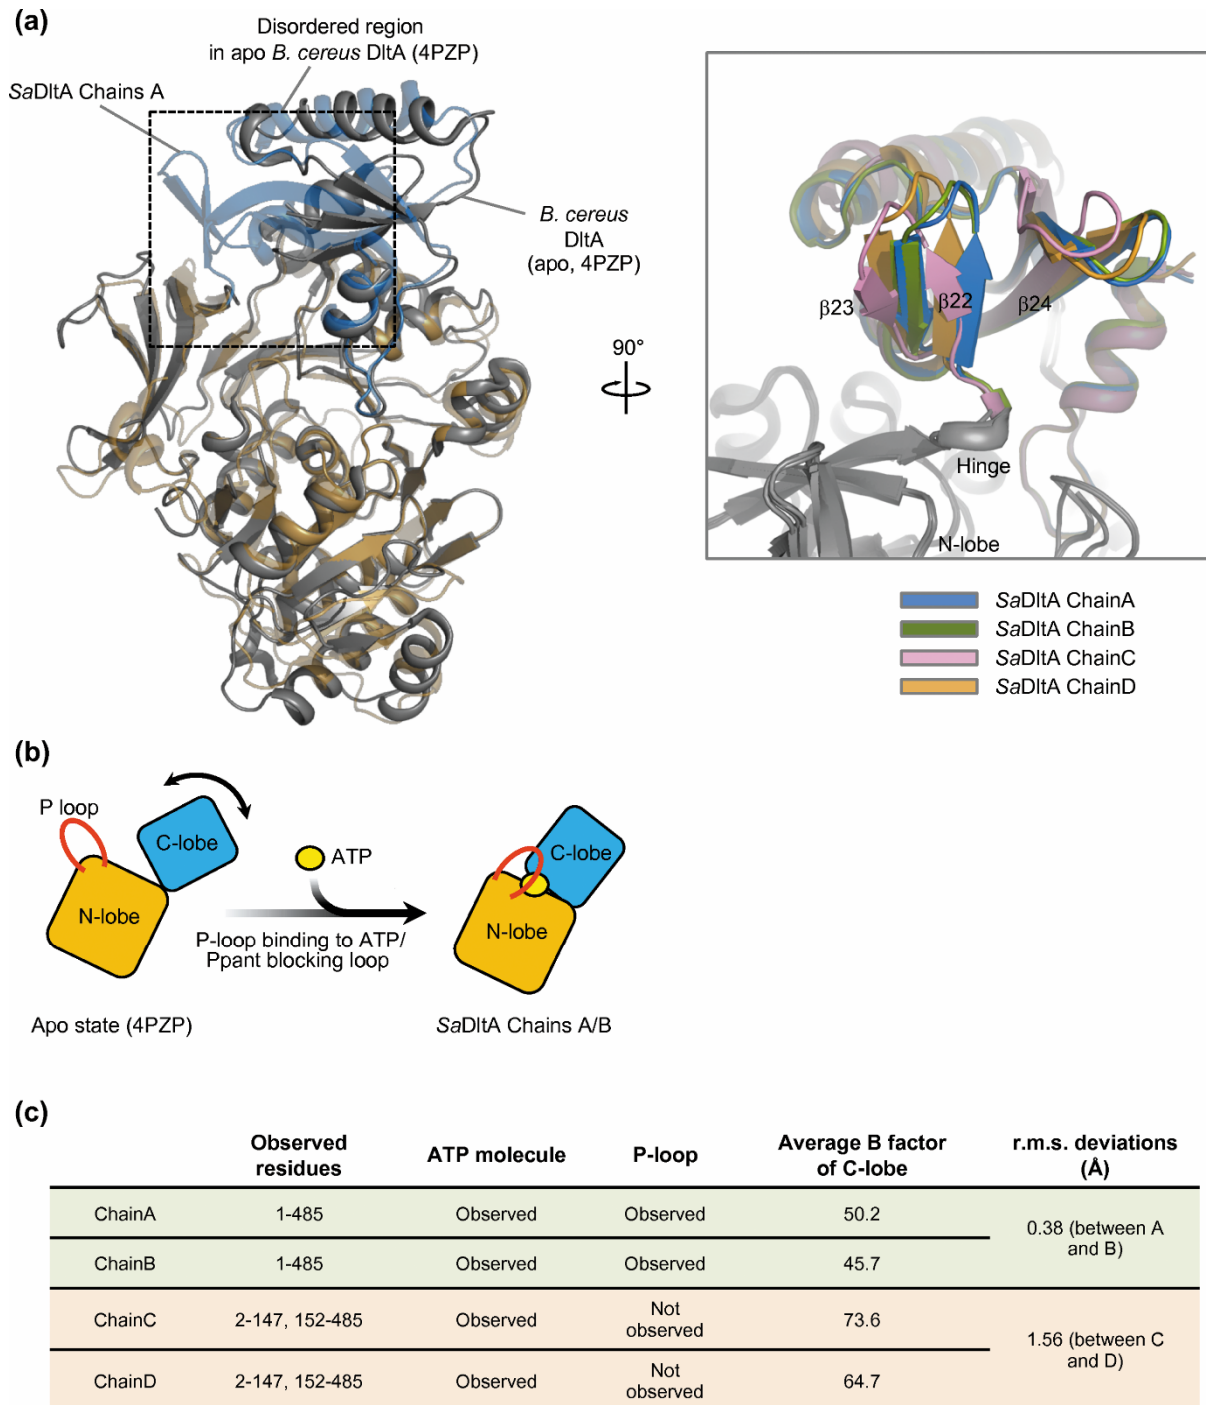 (a)
Disordered region
in apo B. cereus DltA (4PZP)
SaDltA Chains A
B. cereus
DltA
(apo, 4PZP)
90°
β23
β22
β24
Hinge
N-lobe
SaDltA ChainA
SaDltA ChainB
SaDltA ChainC
SaDltA ChainD
(b)
P loop
C-lobe
N-lobe
ATP
P-loop binding to ATP/
Ppant blocking loop
C-lobe
N-lobe
Apo state (4PZP)
SaDltA Chains A/B
(c)
Observed residues ATP molecule P-loop Average B factor of C-lobe r.m.s. deviations (Å)
ChainA 1-485 Observed Observed 50.2 0.38 (between A and B)
ChainB 1-485 Observed Observed 45.7
ChainC 2-147, 152-485 Observed Not observed 73.6 1.56 (between C and D)
ChainD 2-147, 152-485 Observed Not observed 64.7